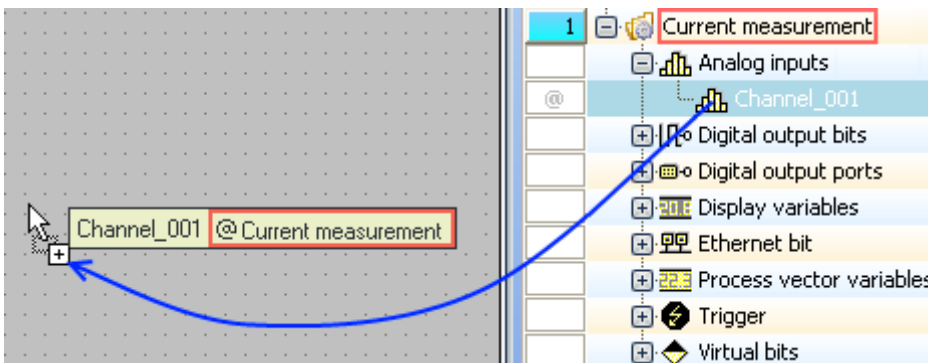 1 Current measurement
Analog inputs
@ Channel_001
Digital output bits
Digital output ports
Display variables
Ethernet bit
Process vector variables
Trigger
Virtual bits
Channel_001 @ Current measurement